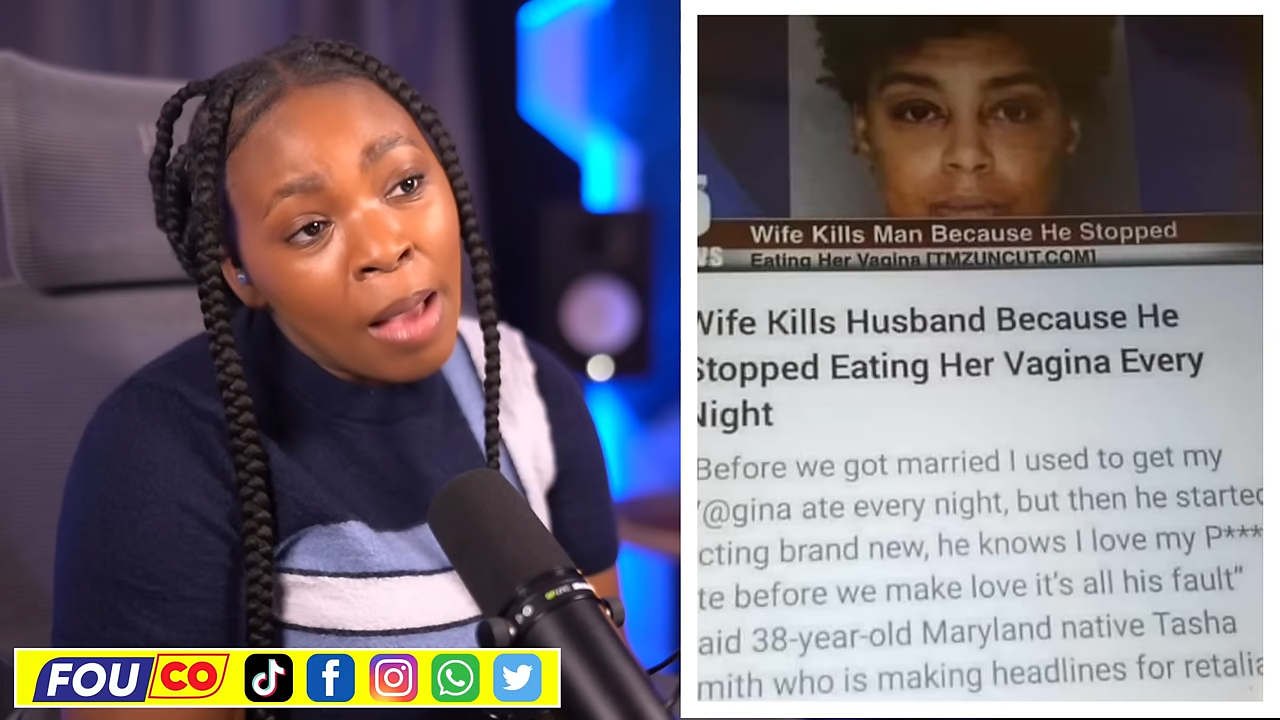 FOU CO
5
WS
Wife Kills Man Because He Stopped
Eating Her Vagina [TMZUNCUT.COM]
Wife Kills Husband Because He
Stopped Eating Her Vagina Every
Night
Before we got married I used to get my
@gina ate every night, but then he started
cting brand new, he knows I love my P***
te before we make love it's all his fault"
aid 38-year-old Maryland native Tasha
mith who is making headlines for retalia